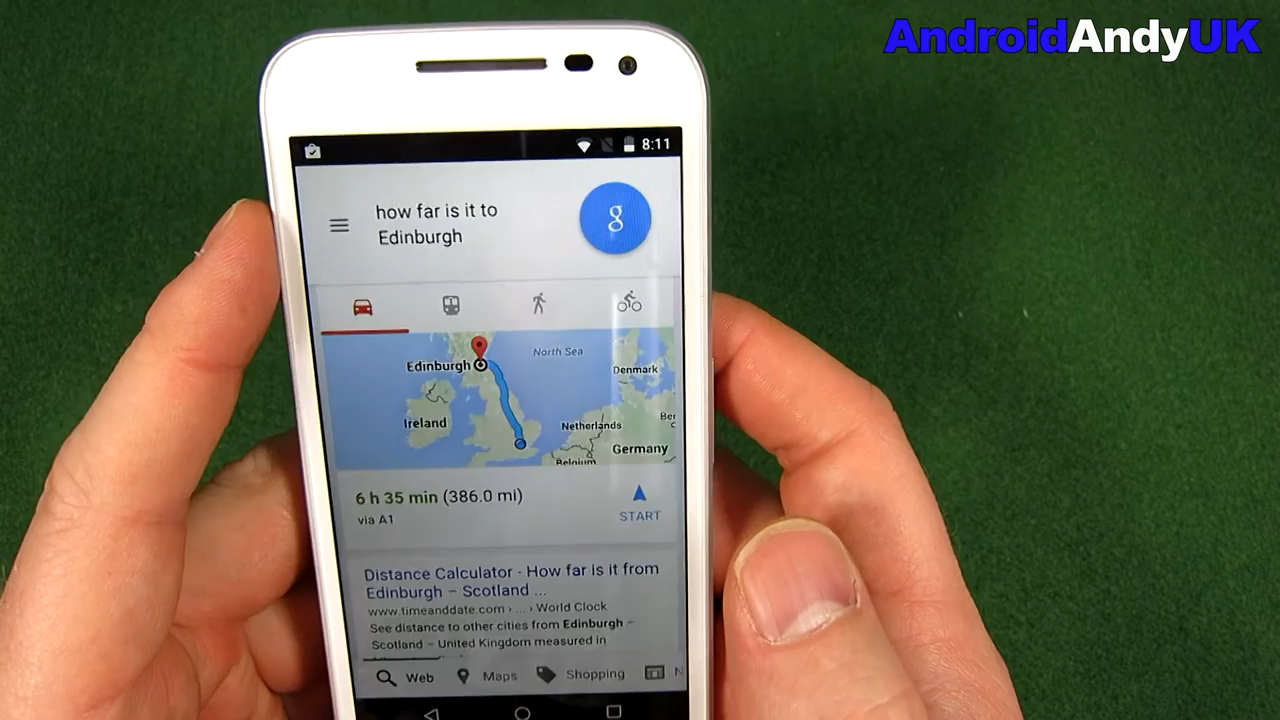 AndroidAndyUK
8:11
how far is it to
Edinburgh
g
North Sea
Edinburgh
Denmark
Ireland
Netherlands
Germany
Belgium
6 h 35 min (386.0 mi)
via A1
START
Distance Calculator - How far is it from
Edinburgh – Scotland ...
www.timeanddate.com › ... › World Clock
See distance to other cities from Edinburgh –
Scotland – United Kingdom measured in
Web Maps Shopping N